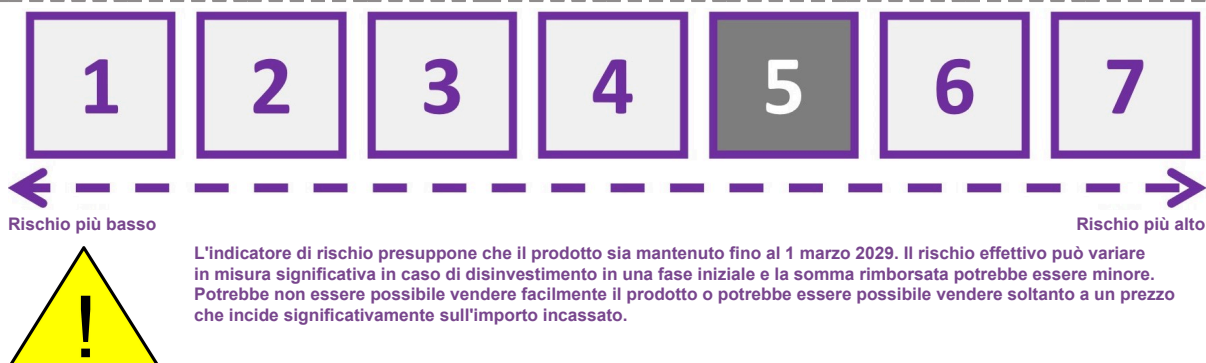 1 2 3 4 5 6 7
Rischio più basso Rischio più alto
L'indicatore di rischio presuppone che il prodotto sia mantenuto fino al 1 marzo 2029. Il rischio effettivo può variare
in misura significativa in caso di disinvestimento in una fase iniziale e la somma rimborsata potrebbe essere minore.
Potrebbe non essere possibile vendere facilmente il prodotto o potrebbe essere possibile vendere soltanto a un prezzo
che incide significativamente sull'importo incassato.
!